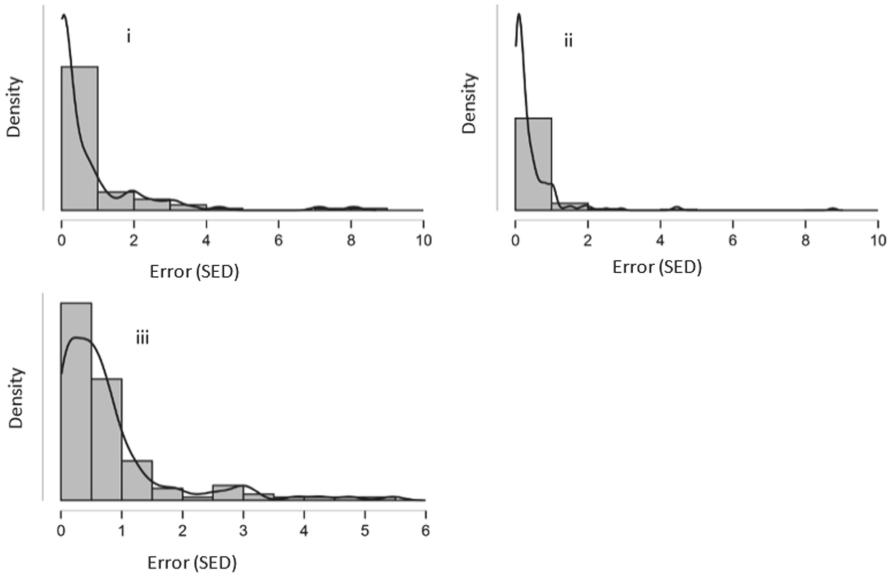 i
Density
0 2 4 6 8 10
Error (SED)
ii
Density
0 2 4 6 8 10
Error (SED)
iii
Density
0 1 2 3 4 5 6
Error (SED)